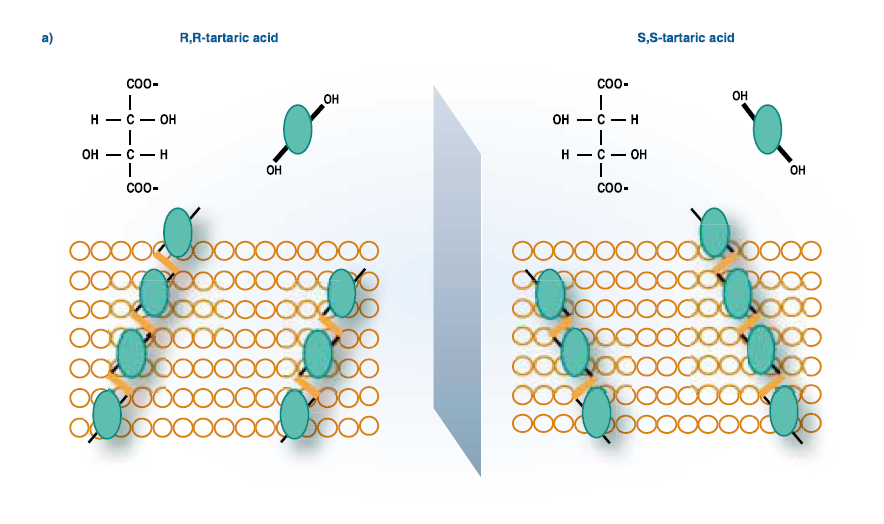 a)
R,R-tartaric acid
S,S-tartaric acid
COO-
H — C — OH
OH — C — H
COO-
OH
OH
COO-
OH — C — H
H — C — OH
COO-
OH
OH